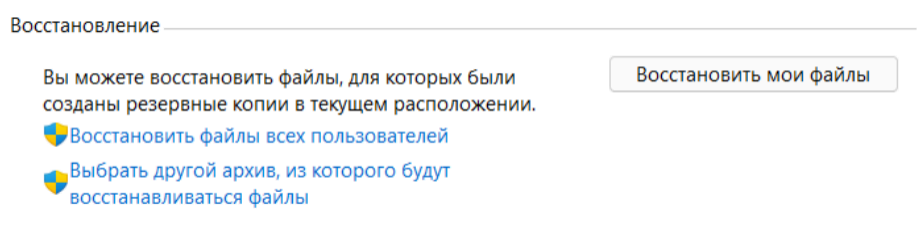 Восстановление
Вы можете восстановить файлы, для которых были
созданы резервные копии в текущем расположении.
Восстановить мои файлы
Восстановить файлы всех пользователей
Выбрать другой архив, из которого будут
восстанавливаться файлы